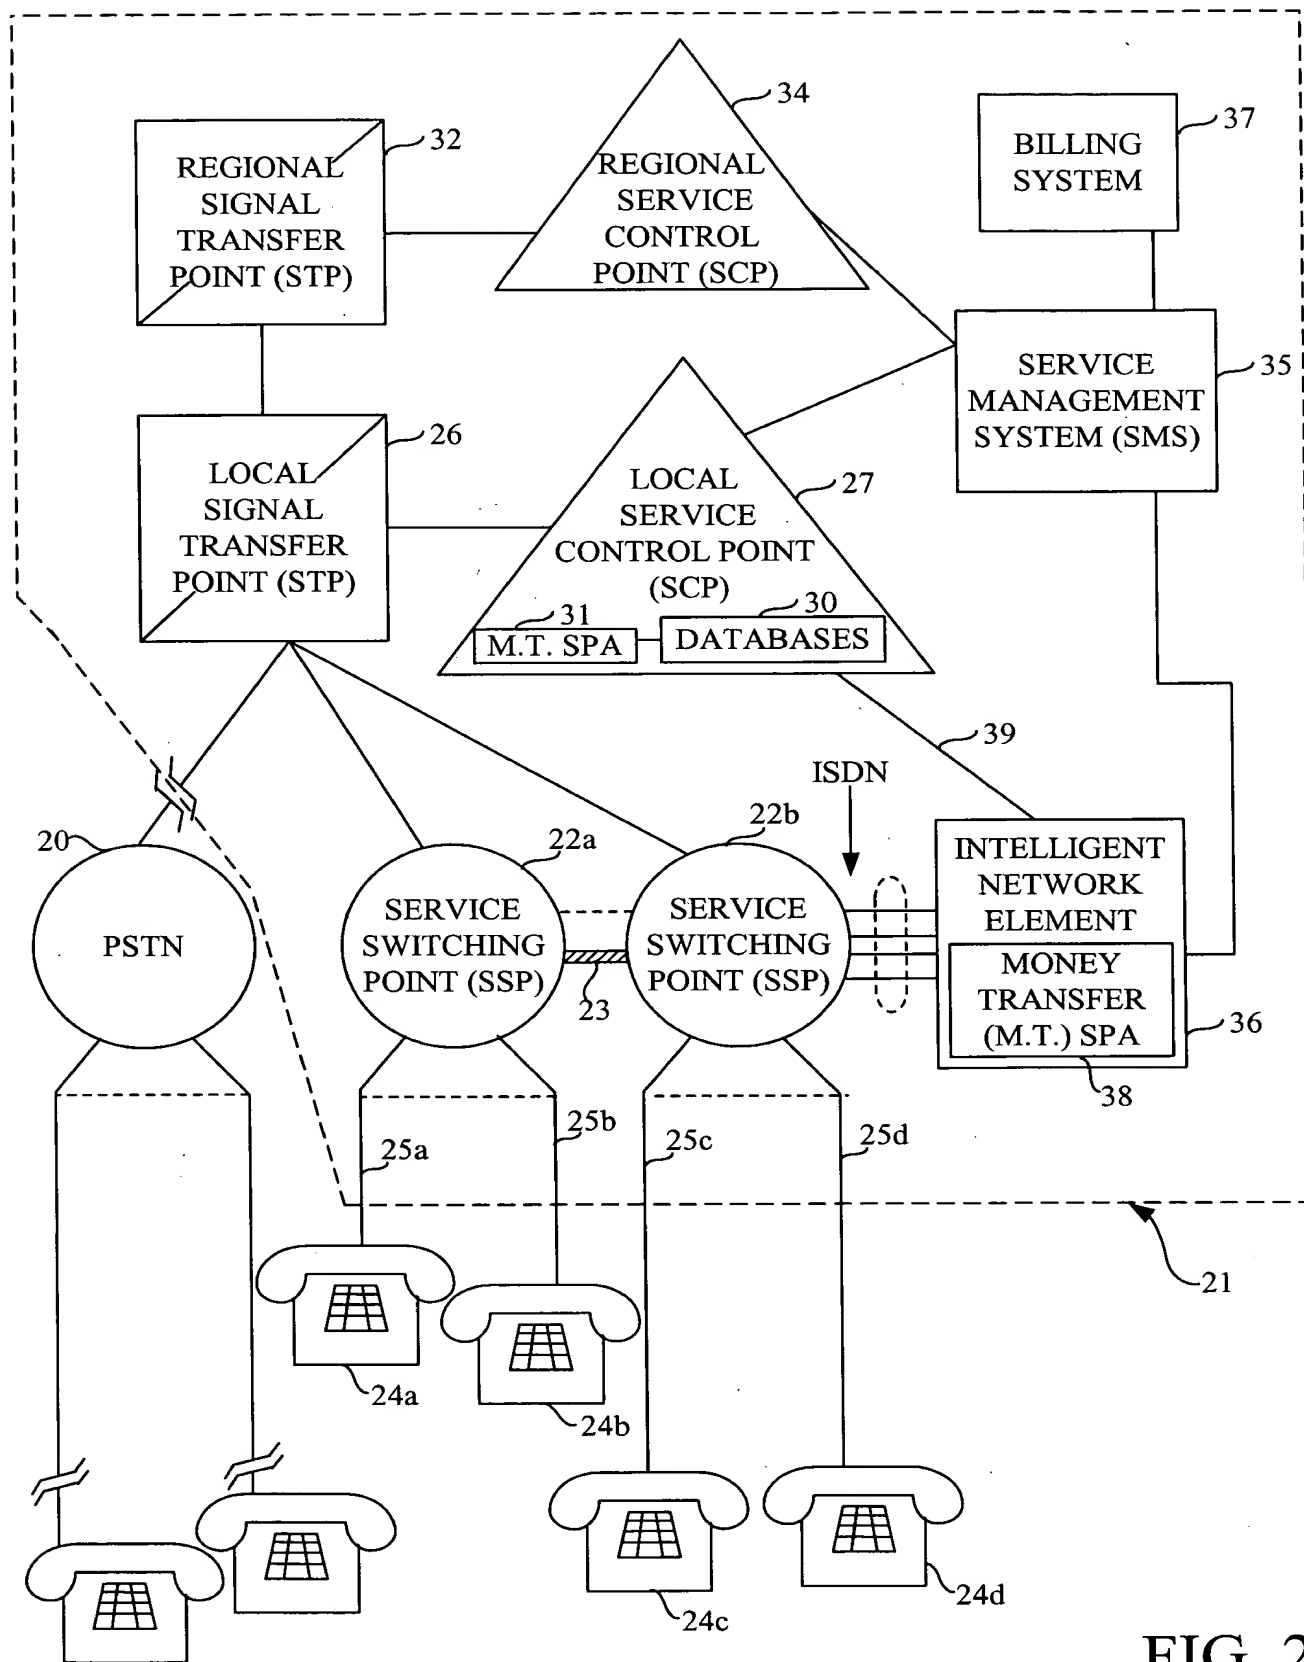 34
37
32
REGIONAL
SIGNAL
TRANSFER
POINT (STP)
REGIONAL
SERVICE
CONTROL
POINT (SCP)
BILLING
SYSTEM
35
SERVICE
MANAGEMENT
SYSTEM (SMS)
26
LOCAL
SIGNAL
TRANSFER
POINT (STP)
27
LOCAL
SERVICE
CONTROL POINT
(SCP)
31
30
M.T. SPA
DATABASES
39
ISDN
20
22a
22b
PSTN
SERVICE
SWITCHING
POINT (SSP)
23
SERVICE
SWITCHING
POINT (SSP)
INTELLIGENT
NETWORK
ELEMENT
MONEY
TRANSFER
(M.T.) SPA
36
38
25a
25b
25c
25d
21
24a
24b
24c
24d
FIG. 2